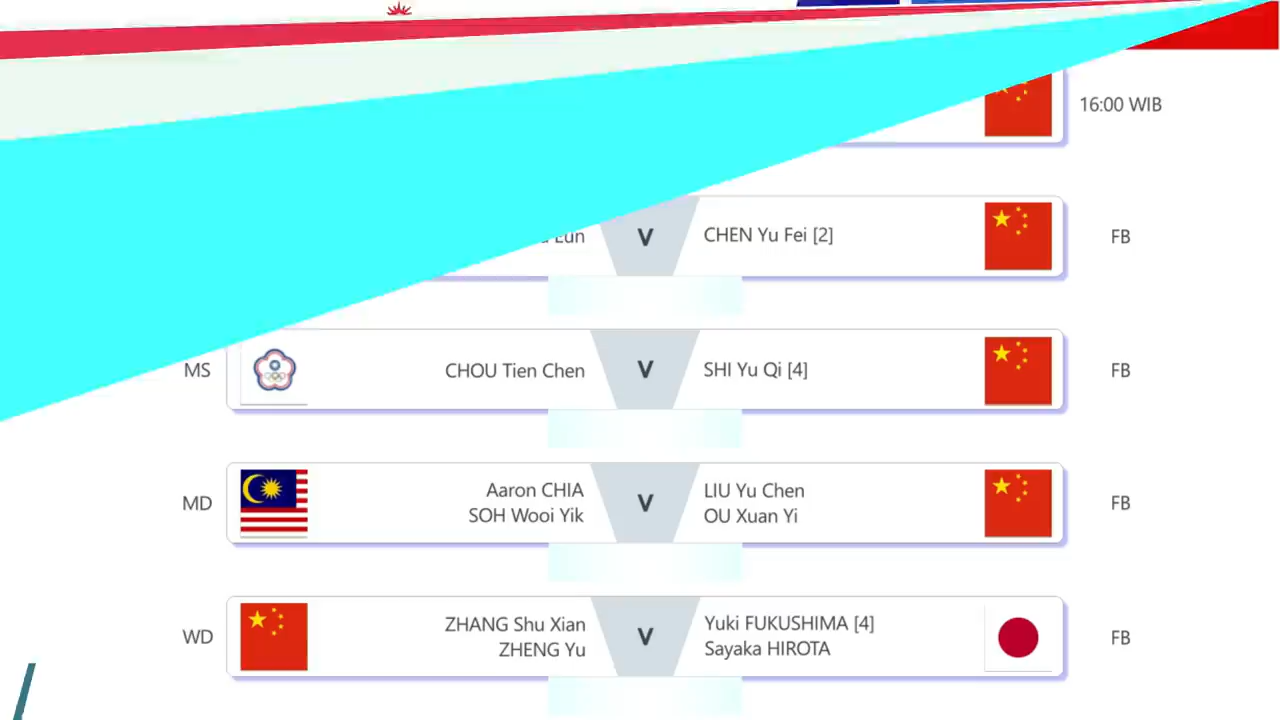 16:00 WIB
V
CHEN Yu Fei [2]
FB
MS
CHOU Tien Chen
V
SHI Yu Qi [4]
FB
MD
Aaron CHIA
SOH Wooi Yik
V
LIU Yu Chen
OU Xuan Yi
FB
WD
ZHANG Shu Xian
ZHENG Yu
V
Yuki FUKUSHIMA [4]
Sayaka HIROTA
FB